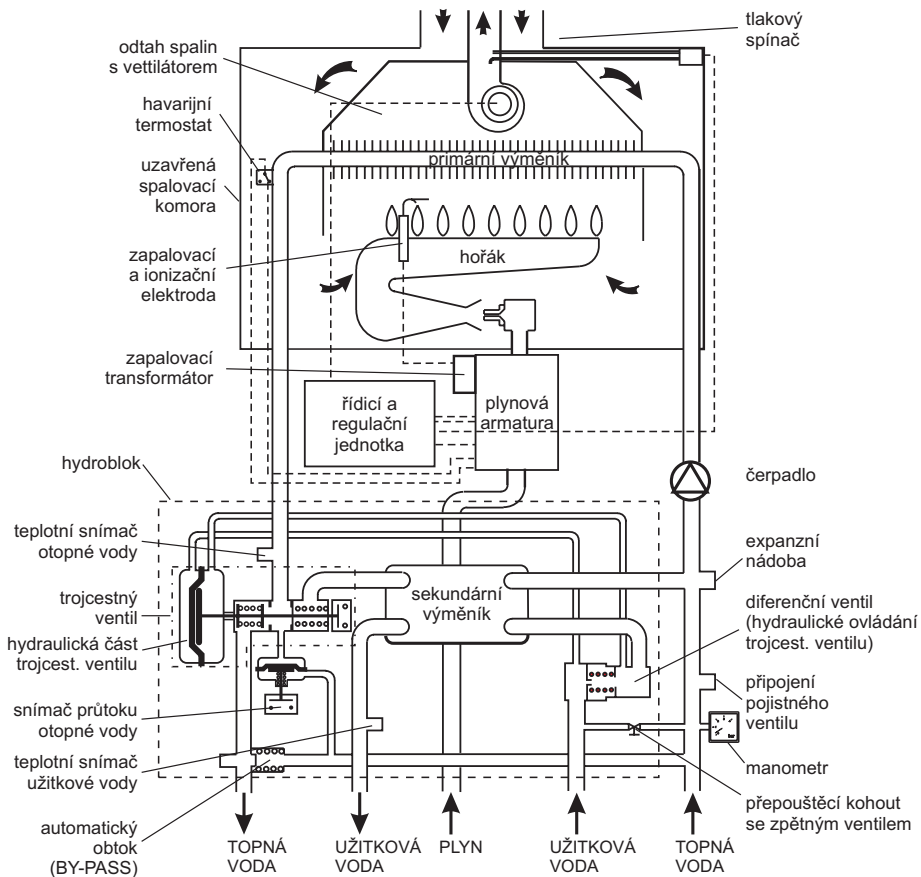 tlakový
spínač
odtah spalin
s vettilátorem
havarijní
termostat
primární výměník
uzavřená
spalovací
komora
zapalovací
a ionizační
elektroda
hořák
zapalovací
transformátor
řídicí a
regulační
jednotka
plynová
armatura
hydroblok
čerpadlo
teplotní snímač
otopné vody
expanzní
nádoba
trojcestný
ventil
sekundární
výměník
diferenční ventil
(hydraulické ovládání
trojcest. ventilu)
hydraulická část
trojcest. ventilu
snímač průtoku
otopné vody
připojení
pojistného
ventilu
teplotní snímač
užitkové vody
manometr
automatický
obtok
(BY-PASS)
přepouštěcí kohout
se zpětným ventilem
TOPNÁ
VODA
UŽITKOVÁ
VODA
PLYN
UŽITKOVÁ
VODA
TOPNÁ
VODA